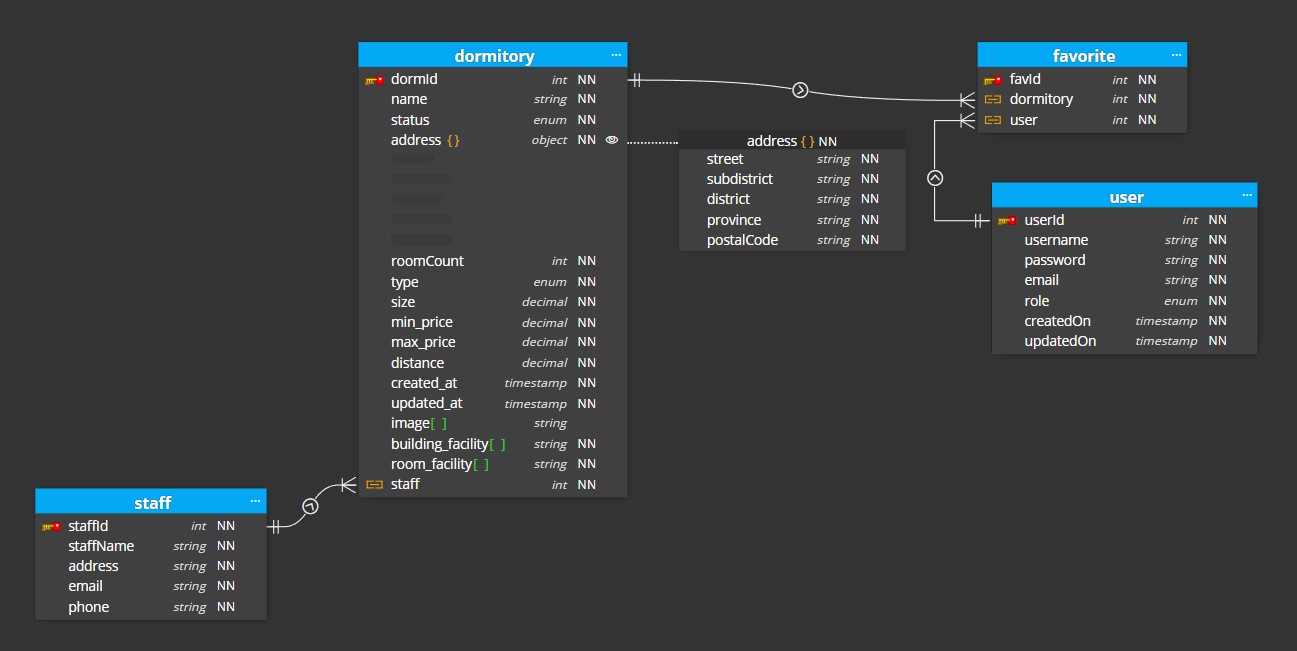 dormitory ...
dormId int NN
name string NN
status enum NN
address {} object NN
roomCount int NN
type enum NN
size decimal NN
min_price decimal NN
max_price decimal NN
distance decimal NN
created_at timestamp NN
updated_at timestamp NN
image[ ] string
building_facility[ ] string NN
room_facility[ ] string NN
staff int NN
address {} NN
street string NN
subdistrict string NN
district string NN
province string NN
postalCode string NN
favorite ...
favId int NN
dormitory int NN
user int NN
user ...
userId int NN
username string NN
password string NN
email string NN
role enum NN
createdOn timestamp NN
updatedOn timestamp NN
staff ...
staffId int NN
staffName string NN
address string NN
email string NN
phone string NN